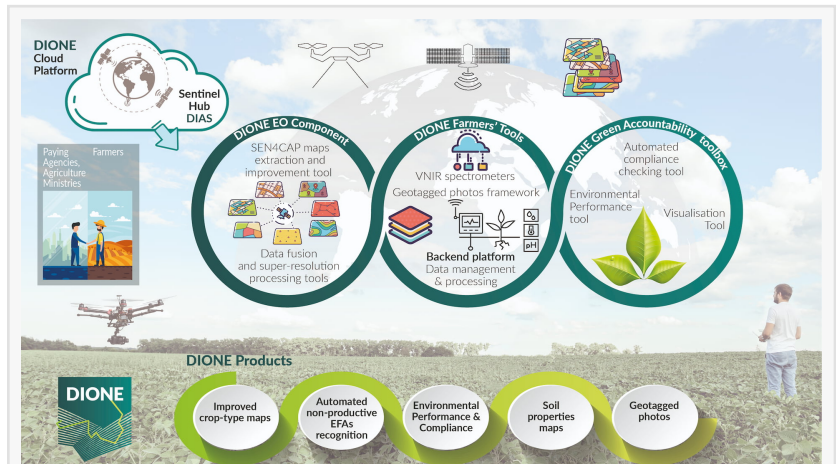 DIONE
Cloud
Platform
Sentinel
Hub
DIAS
Paying
Agencies,
Agriculture
Ministries
Farmers
DIONE EO Component
SEN4CAP maps
extraction and
improvement tool
Data fusion
and super-resolution
processing tools
DIONE Farmers' Tools
VNIR spectrometers
Geotagged photos framework
pH
Backend platform
Data management
& processing
DIONE Green Accountability toolbox
Automated
compliance
checking tool
Environmental
Performance
tool
Visualisation
Tool
DIONE Products
DIONE
Improved
crop-type maps
Automated
non-productive
EFAs
recognition
Environmental
Performance &
Compliance
Soil
properties
maps
Geotagged
photos